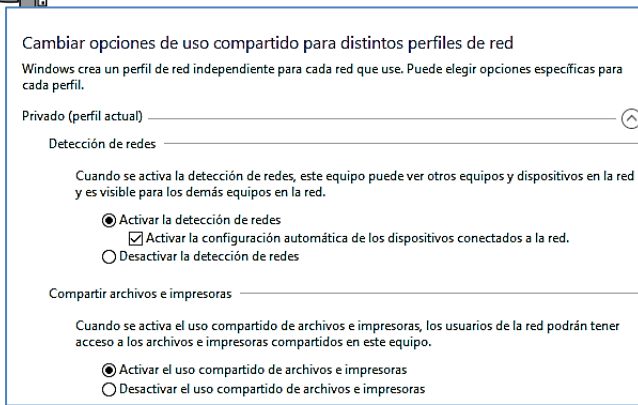 Cambiar opciones de uso compartido para distintos perfiles de red
Windows crea un perfil de red independiente para cada red que use. Puede elegir opciones específicas para
cada perfil.
Privado (perfil actual)
Detección de redes
Cuando se activa la detección de redes, este equipo puede ver otros equipos y dispositivos en la red
y es visible para los demás equipos en la red.
Activar la detección de redes
Activar la configuración automática de los dispositivos conectados a la red.
Desactivar la detección de redes
Compartir archivos e impresoras
Cuando se activa el uso compartido de archivos e impresoras, los usuarios de la red podrán tener
acceso a los archivos e impresoras compartidos en este equipo.
Activar el uso compartido de archivos e impresoras
Desactivar el uso compartido de archivos e impresoras